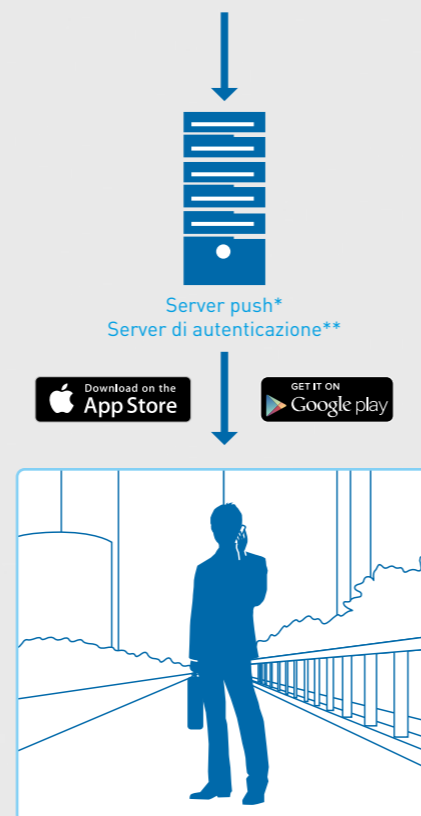 Server push*
Server di autenticazione**
Download on the
App Store
GET IT ON
Google play